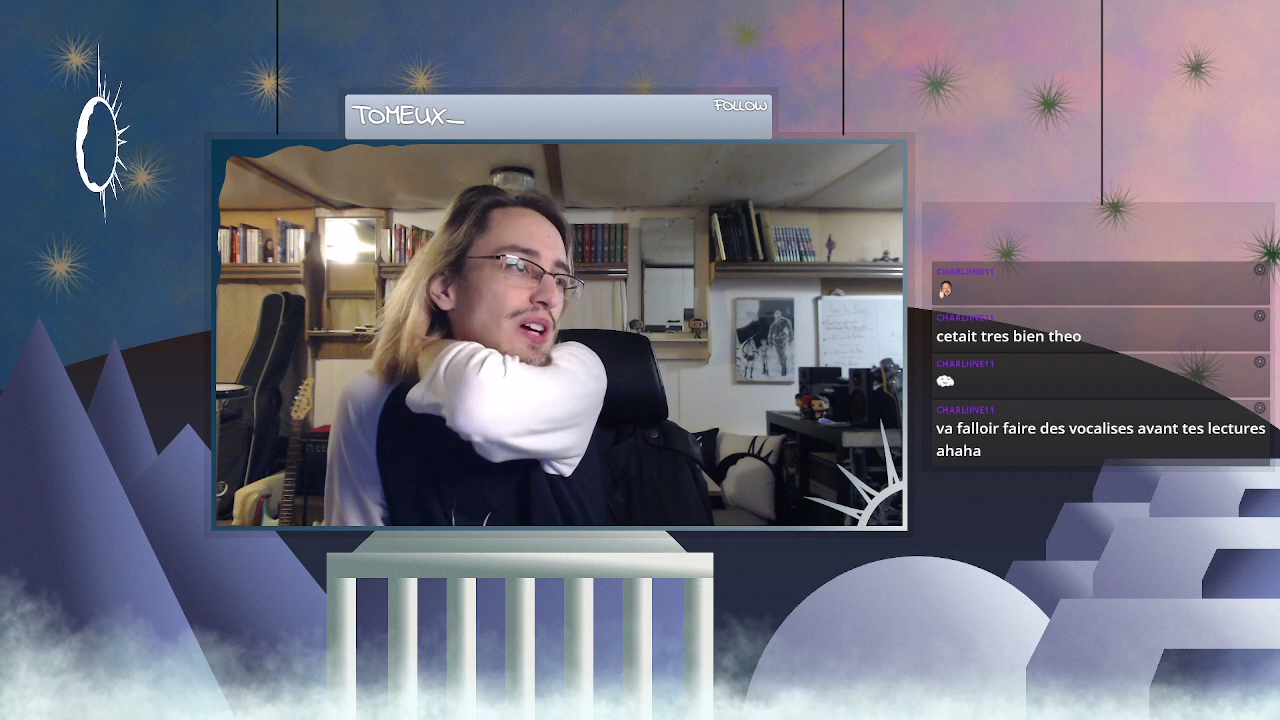 TOMEUX_
FOLLOW
CHARLIINE11
CHARLIINE11
cetait tres bien theo
CHARLIINE11
CHARLIINE11
va falloir faire des vocalises avant tes lectures
ahaha